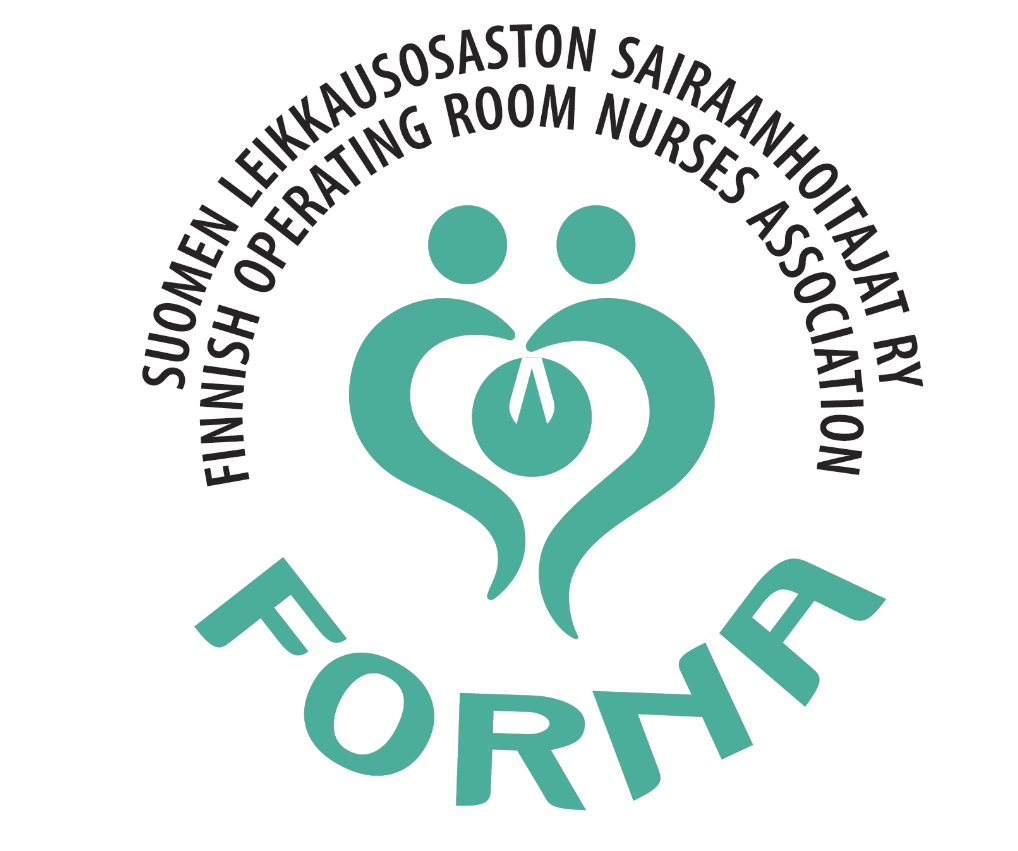 SUOMEN LEIKKAUSOSASTON SAIRAANHOITAJAT RY
FINNISH OPERATING ROOM NURSES ASSOCIATION
FORNA